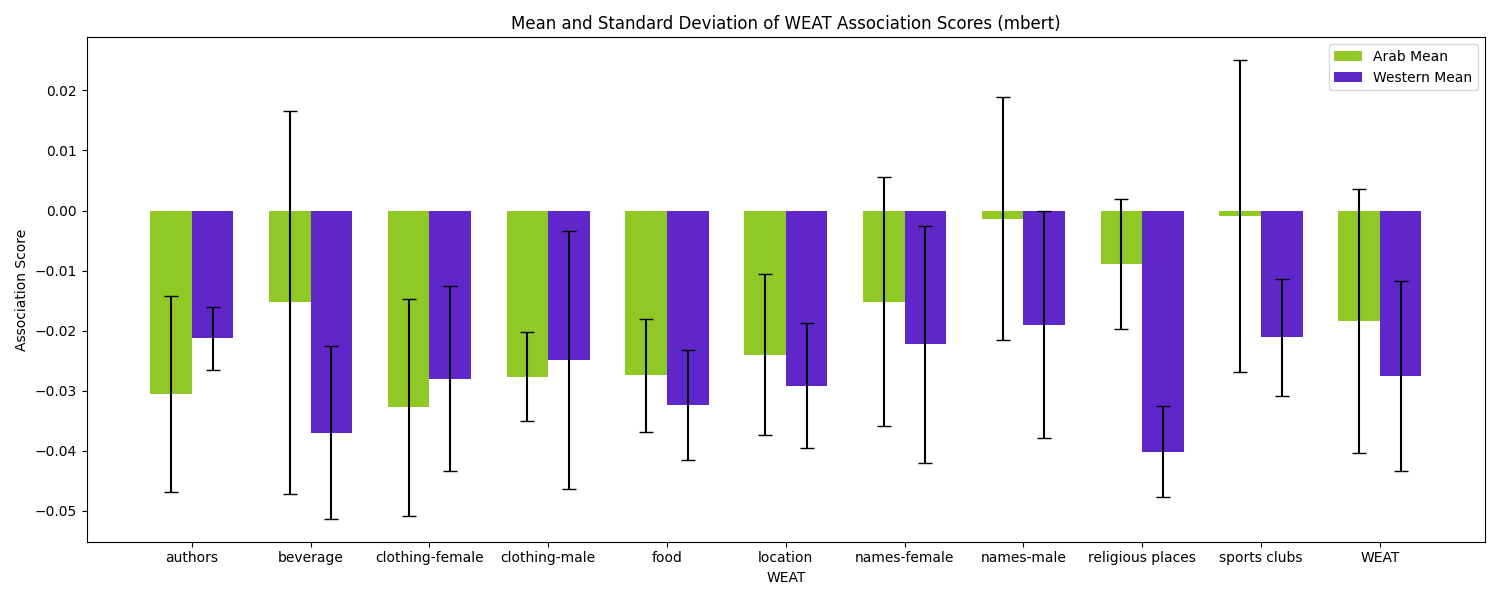 Mean and Standard Deviation of WEAT Association Scores (mbert)
Arab Mean
Western Mean
Association Score
0.02
0.01
0.00
−0.01
−0.02
−0.03
−0.04
−0.05
authors beverage clothing-female clothing-male food location names-female names-male religious places sports clubs WEAT
WEAT